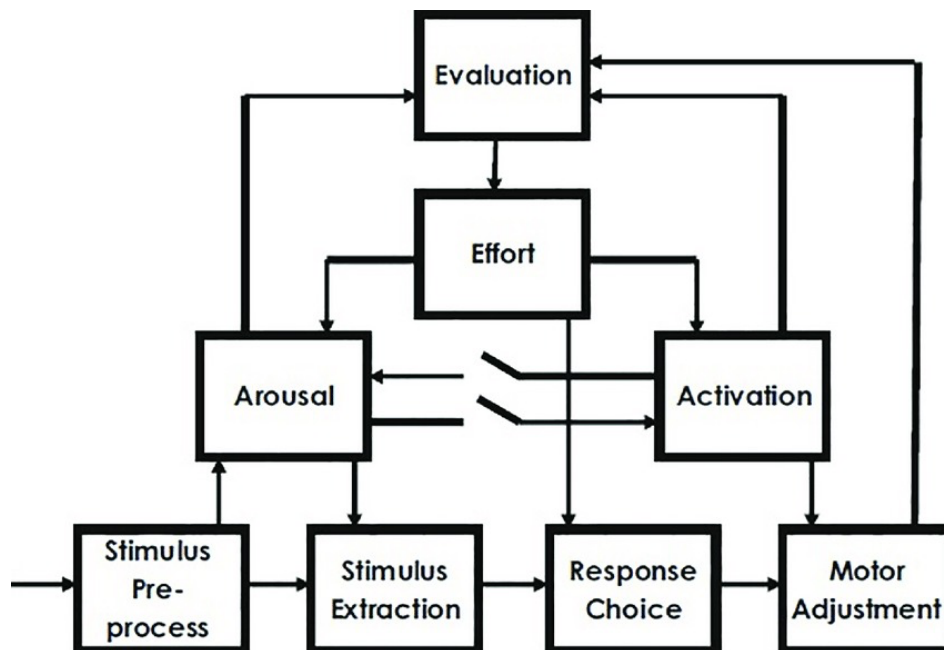 Evaluation
Effort
Arousal
Activation
Stimulus
Pre-
process
Stimulus
Extraction
Response
Choice
Motor
Adjustment